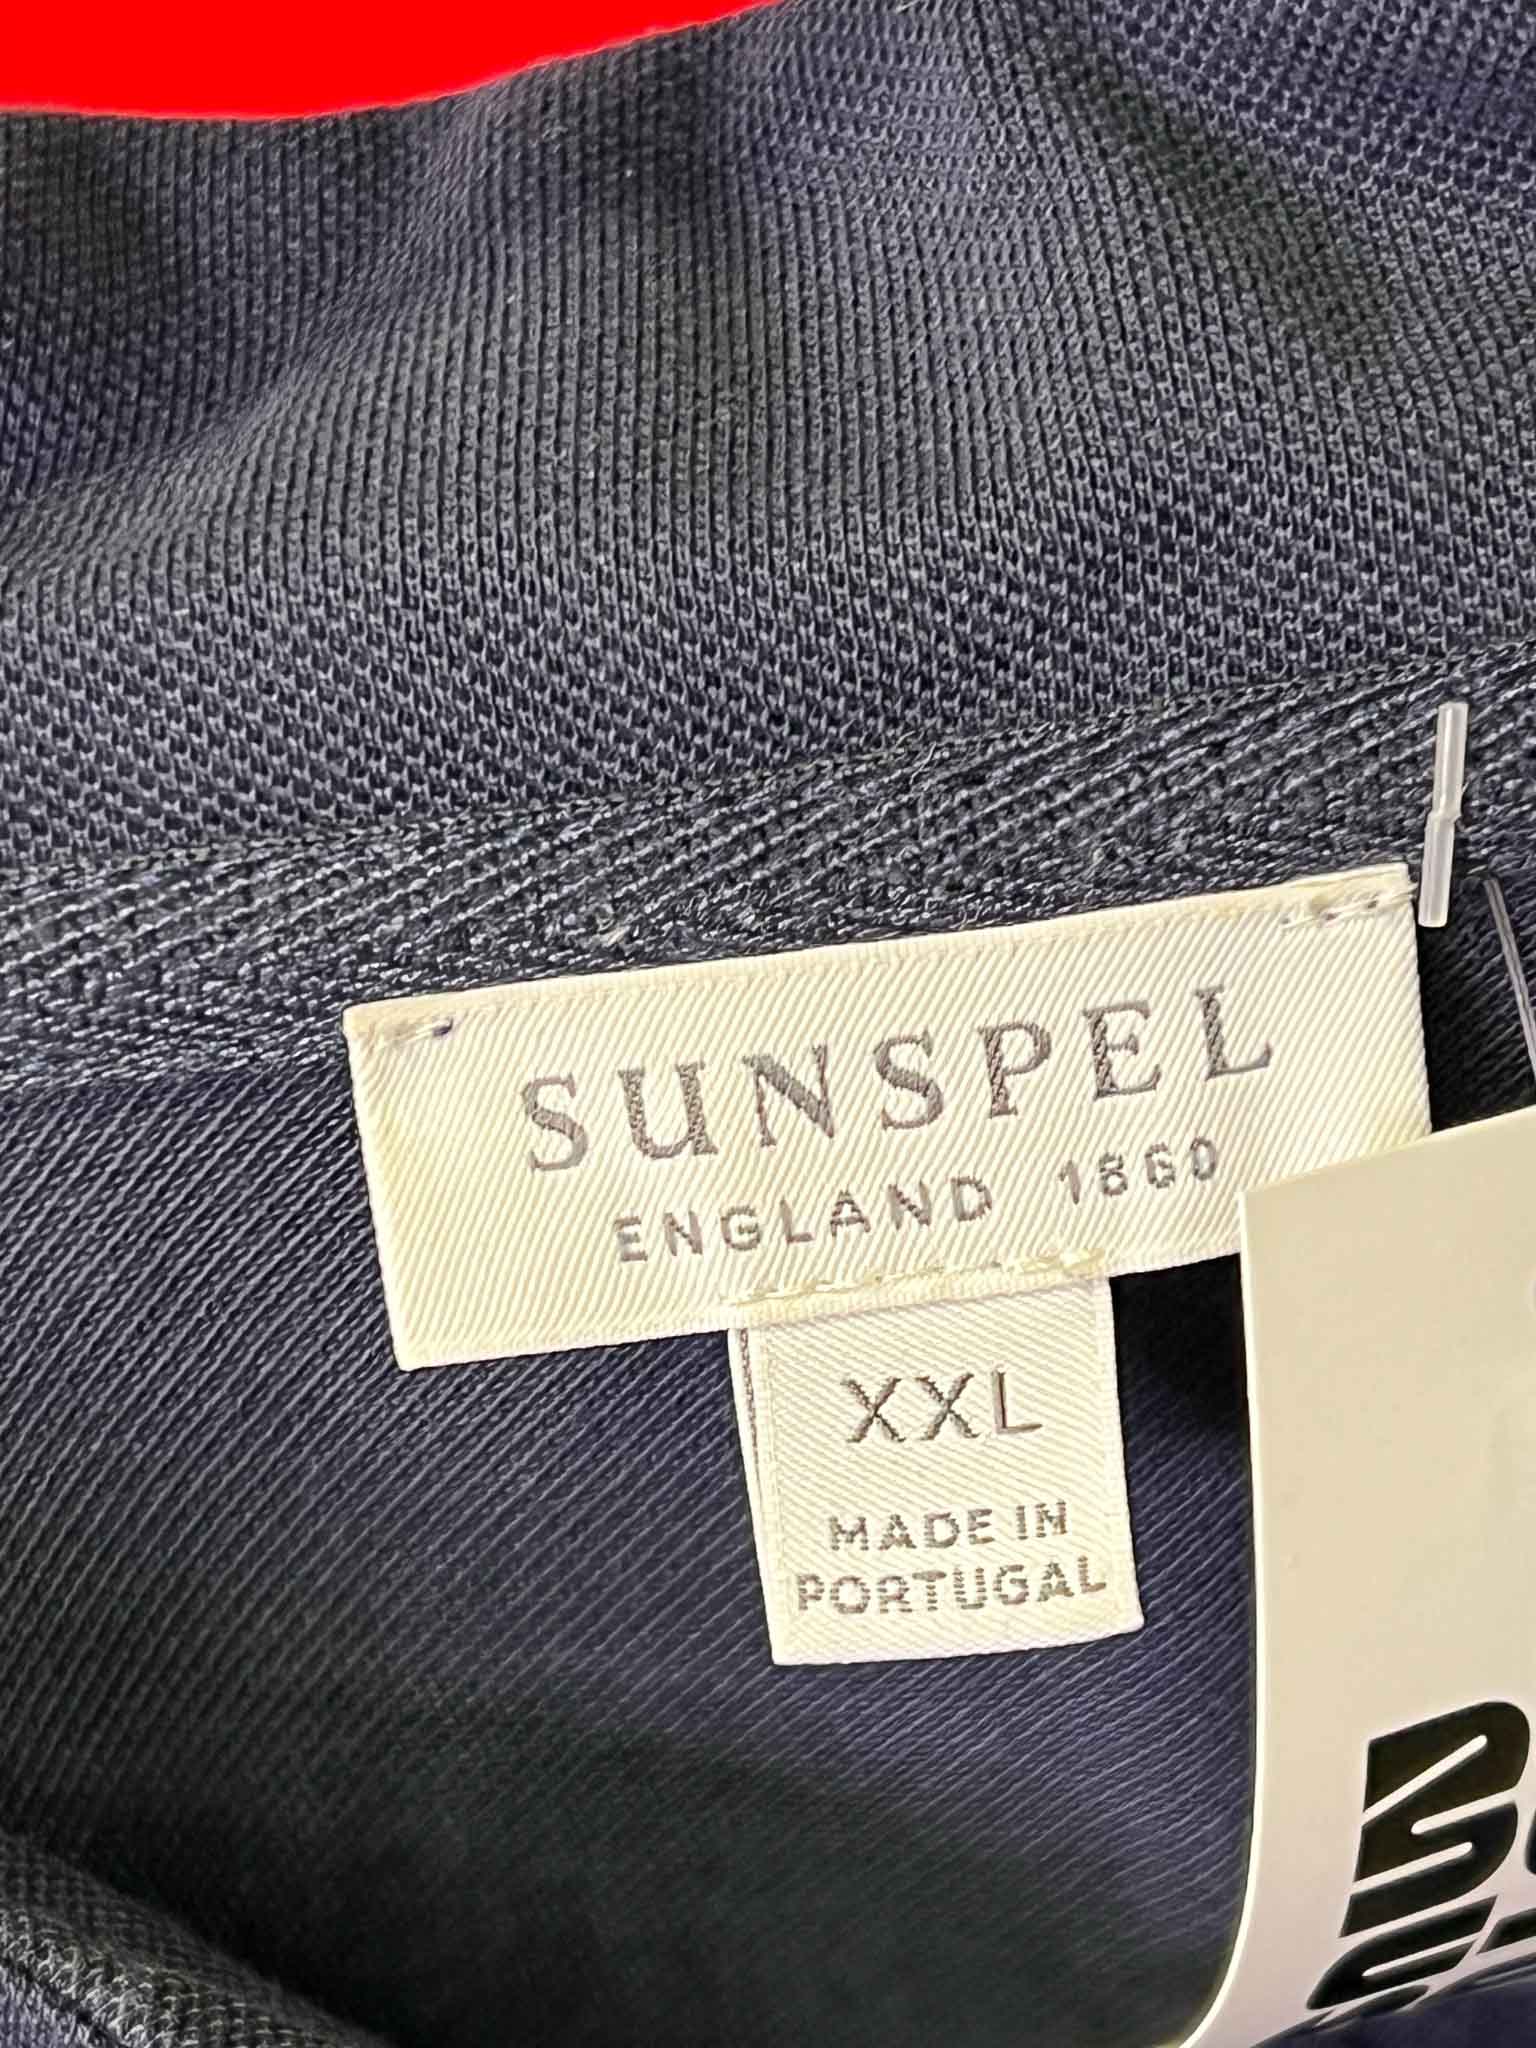 SUNSPEL
ENGLAND 1860
XXL
MADE IN
PORTUGAL